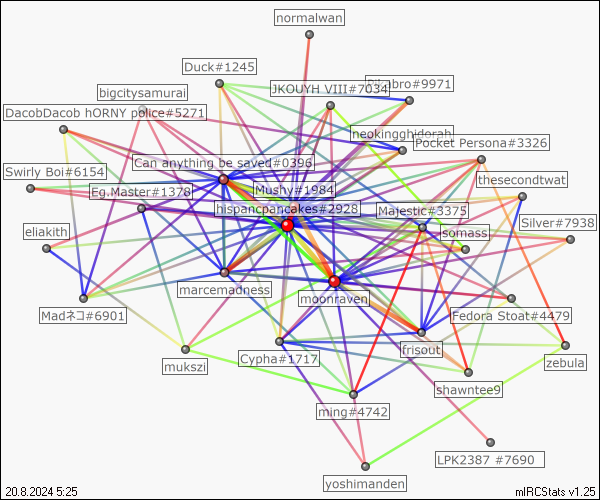 normalwan
Duck#1245
JKOUYH VIII#7034
bigcitysamurai
DacobDacob hORNY police#5271
neokingghidorah
Pocket Persona#3326
Can anything be saved#0396
Swirly Boi#6154
Eg.Master#1378
Mushy#1984
thesecondtwat
hispancpancakes#2928
Majestic#3375
Silver#7938
eliakith
somass
marcemadness
moonraven
Madネコ#6901
Fedora Stoat#4479
frisout
Cypha#1717
zebula
mukszi
shawntee9
ming#4742
LPK2387 #7690
yoshimanden
20.8.2024 5:25
mIRCStats v1.25